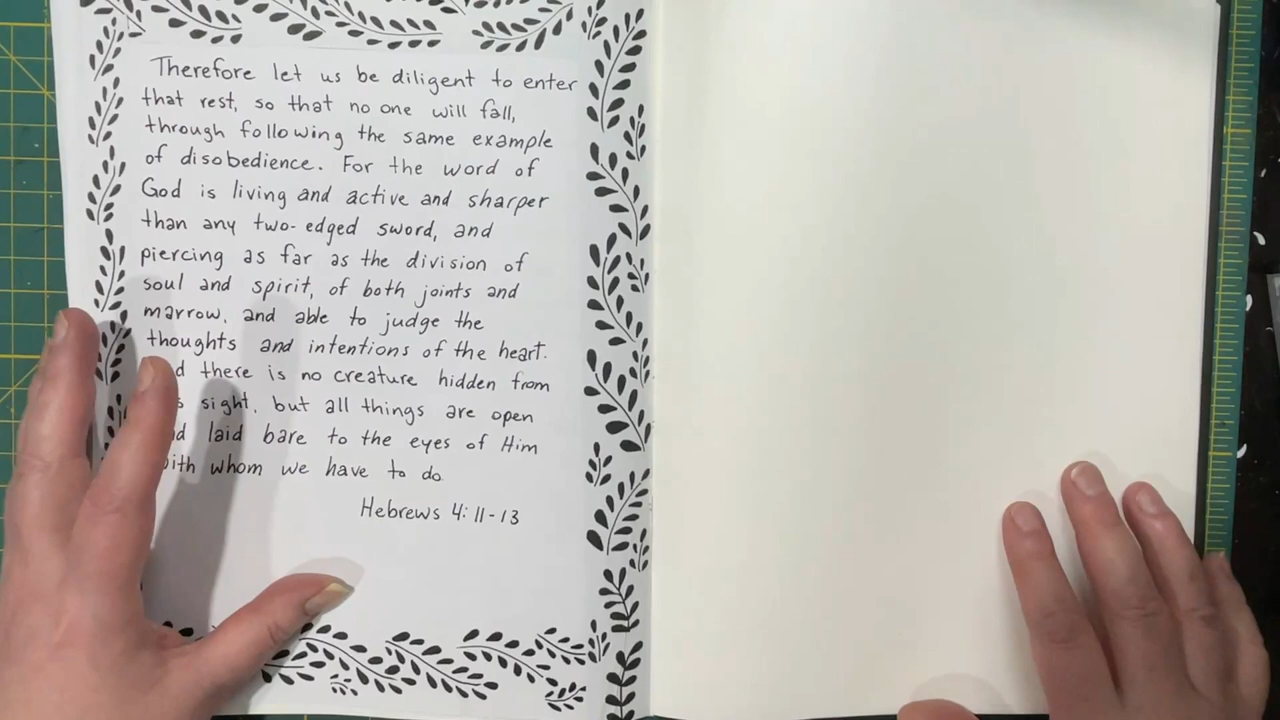 Therefore let us be diligent to enter
that rest, so that no one will fall,
through following the same example
of disobedience. For the word of
God is living and active and sharper
than any two-edged sword, and
piercing as far as the division of
soul and spirit, of both joints and
marrow, and able to judge the
thoughts and intentions of the heart.
there is no creature hidden from
sight, but all things are open
laid bare to the eyes of Him
with whom we have to do.
Hebrews 4:11-13